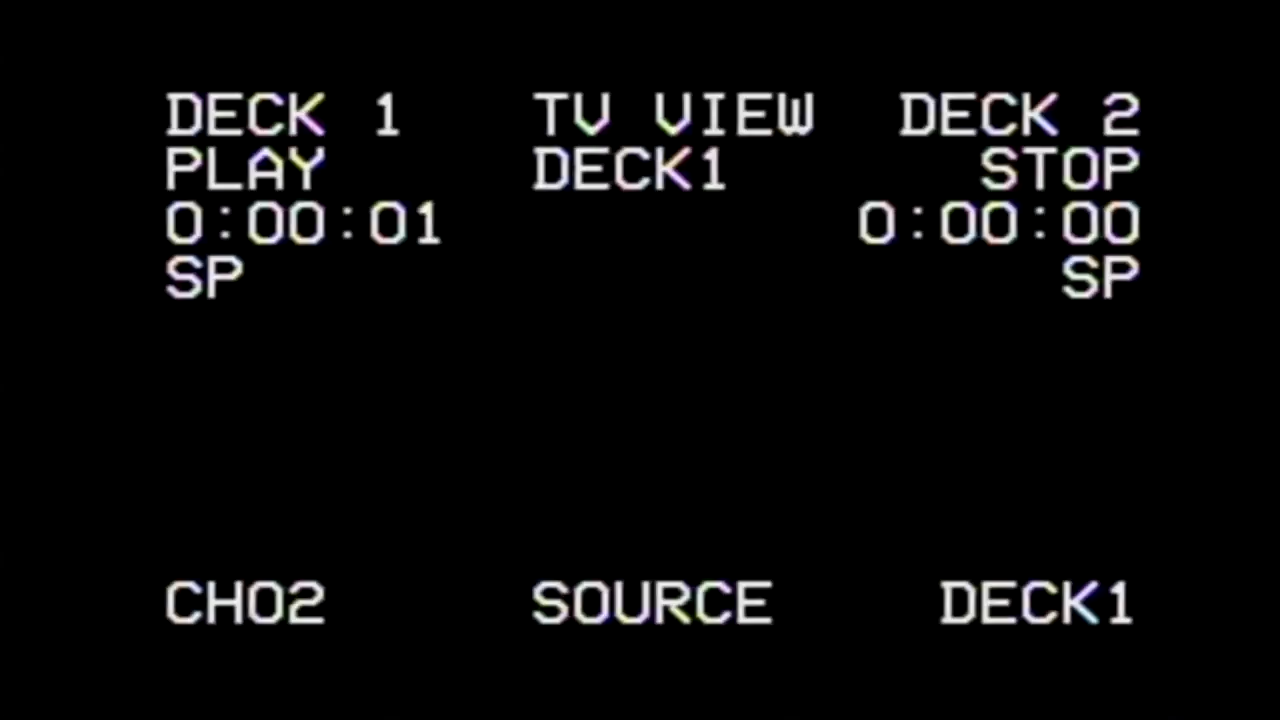 DECK 1 TV VIEW DECK 2
PLAY DECK1 STOP
0:00:01 0:00:00
SP SP
CH02 SOURCE DECK1